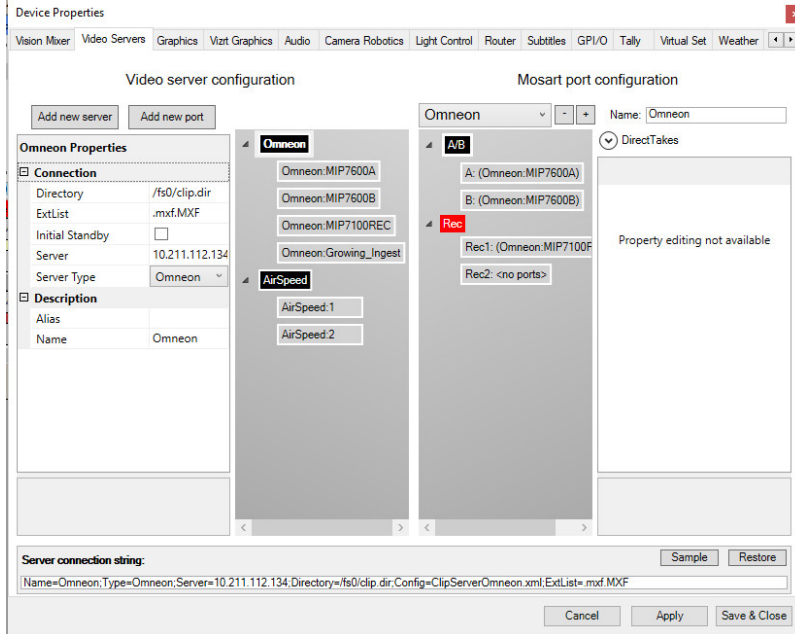 Device Properties
Vision Mixer Video Servers Graphics Vizrt Graphics Audio Camera Robotics Light Control Router Subtitles GPI/O Tally Virtual Set Weather
Video server configuration
Mosart port configuration
Add new server Add new port
Omneon Properties
Connection
Directory /fs0/clip.dir
ExtList .mxf.MXF
Initial Standby
Server 10.211.112.134
Server Type Omneon
Description
Alias
Name Omneon
Omneon
Omneon:MIP7600A
Omneon:MIP7600B
Omneon:MIP7100REC
Omneon:Growing_Ingest
AirSpeed
AirSpeed:1
AirSpeed:2
Omneon - +
A/B
A: (Omneon:MIP7600A)
B: (Omneon:MIP7600B)
Rec
Rec1: (Omneon:MIP7100F
Rec2: <no ports>
Name: Omneon
DirectTakes
Property editing not available
Server connection string:
Sample Restore
Name=Omneon;Type=Omneon;Server=10.211.112.134;Directory=/fs0/clip.dir;Config=ClipServerOmneon.xml;ExtList=.mxf.MXF
Cancel Apply Save & Close